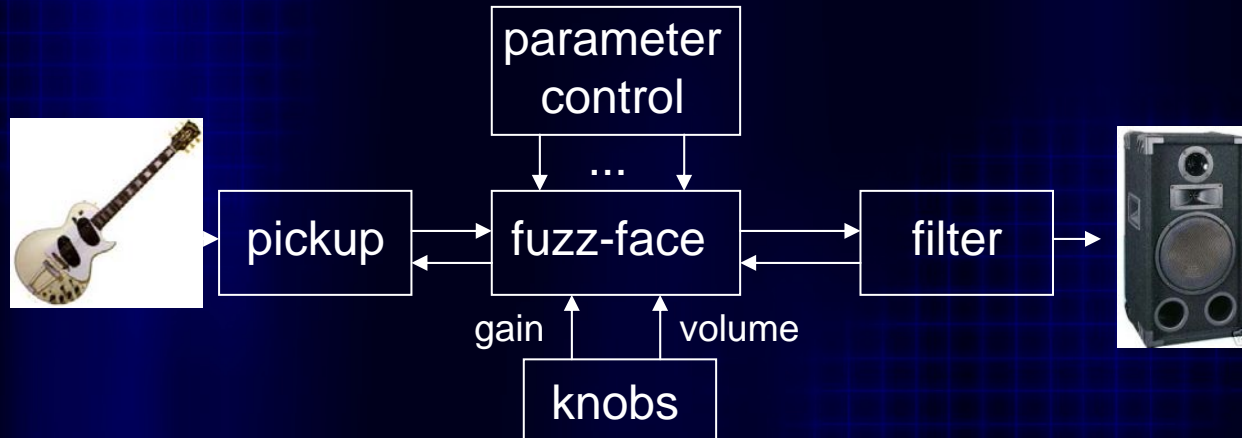 parameter
control
...
pickup
fuzz-face
filter
gain
volume
knobs